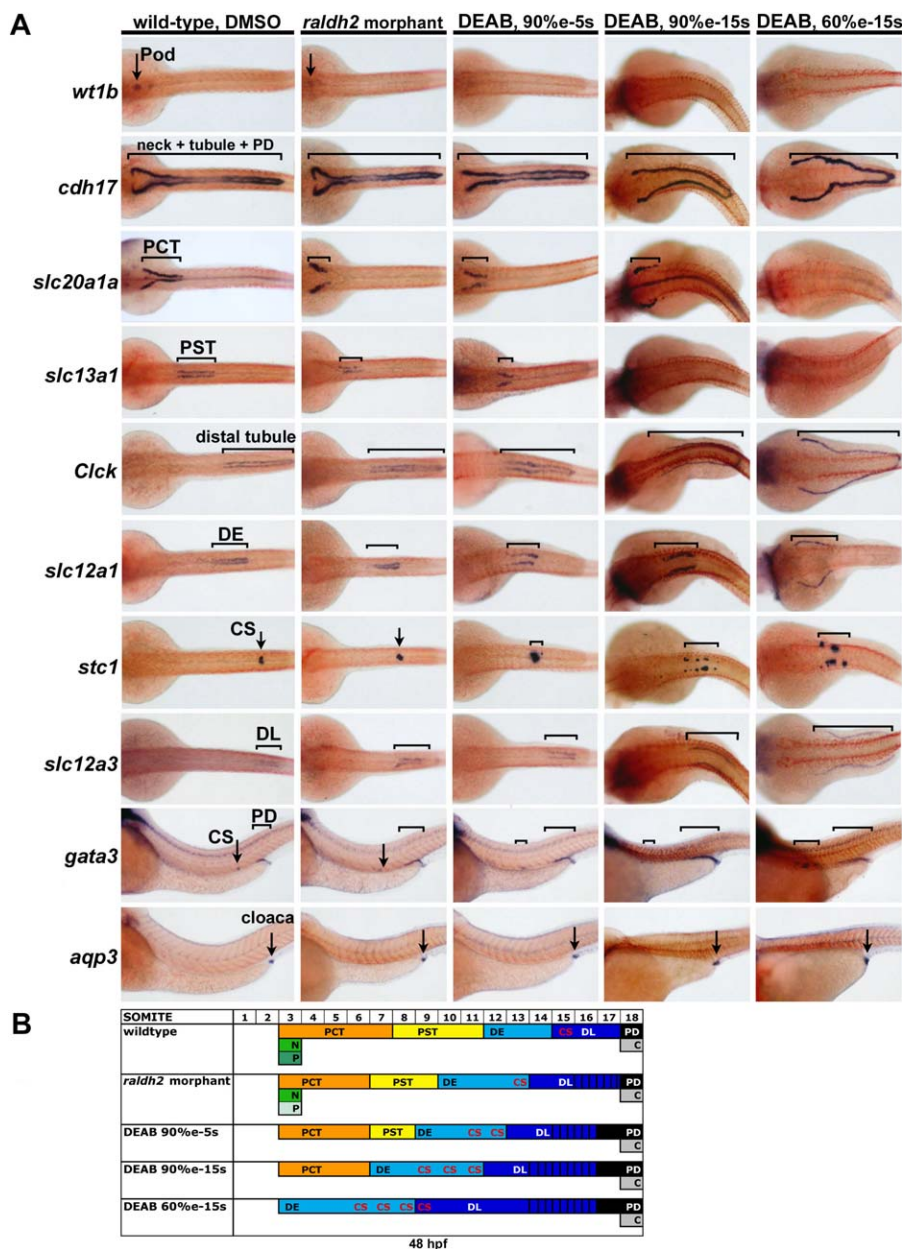 A
wild-type, DMSO raldh2 morphant DEAB, 90%e-5s DEAB, 90%e-15s DEAB, 60%e-15s
Pod
wt1b
neck + tubule + PD
cdh17
PCT
slc20a1a
PST
slc13a1
distal tubule
Clck
DE
slc12a1
CS
stc1
DL
slc12a3
PD
CS
gata3
cloaca
aqp3
B
SOMITE 1 2 3 4 5 6 7 8 9 10 11 12 13 14 15 16 17 18
wildtype PCT PST DE CS DL PD
N C
P
raldh2 morphant PCT PST DE CS DL PD
N C
P
DEAB 90%e-5s PCT PST DE CS CS DL PD
C
DEAB 90%e-15s PCT DE CS CS CS DL PD
C
DEAB 60%e-15s DE CS CS CS CS DL PD
C
48 hpf